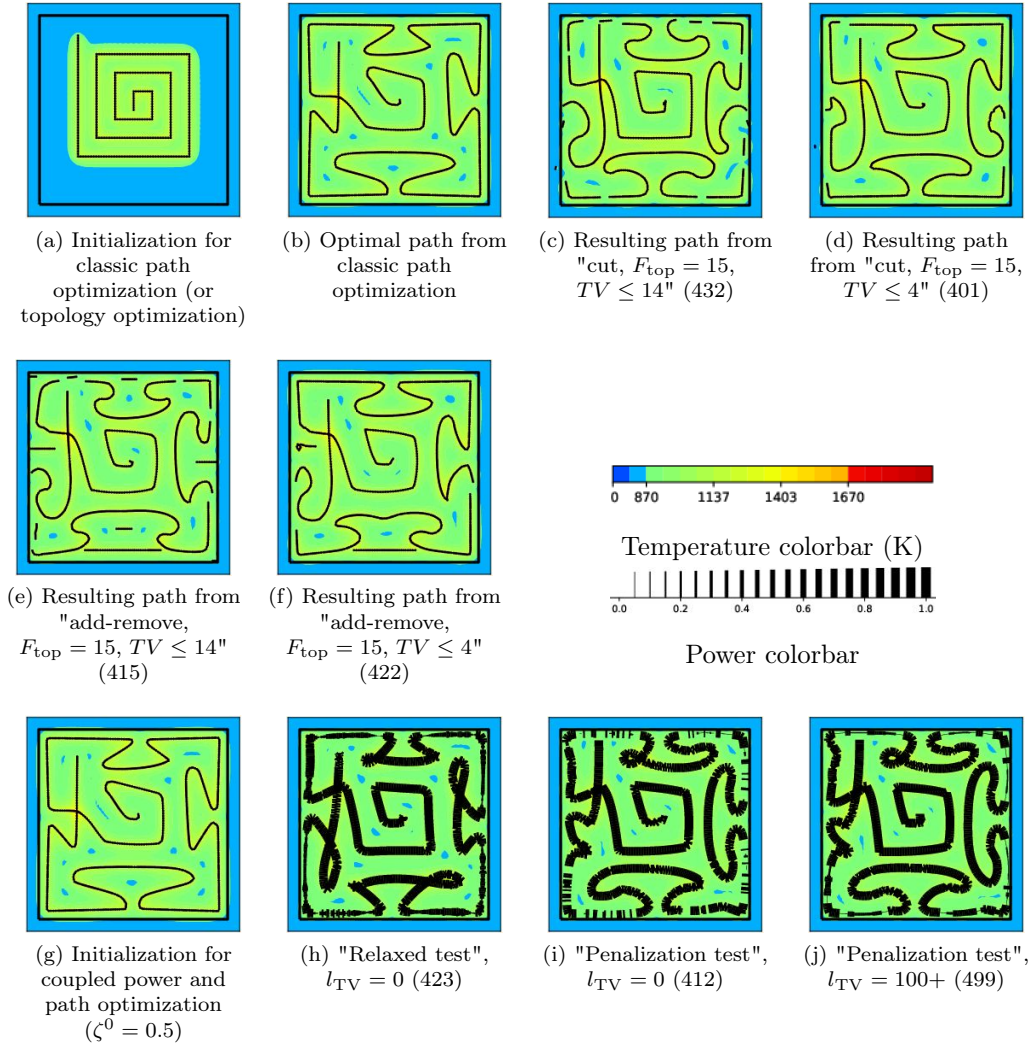 (a) Initialization for
classic path
optimization (or
topology optimization)
(b) Optimal path from
classic path
optimization
(c) Resulting path from
"cut, F_top = 15,
TV ≤ 14" (432)
(d) Resulting path
from "cut, F_top = 15,
TV ≤ 4" (401)
(e) Resulting path from
"add-remove,
F_top = 15, TV ≤ 14"
(415)
(f) Resulting path from
"add-remove,
F_top = 15, TV ≤ 4"
(422)
0 870 1137 1403 1670
Temperature colorbar (K)
0.0 0.2 0.4 0.6 0.8 1.0
Power colorbar
(g) Initialization for
coupled power and
path optimization
(ζ⁰ = 0.5)
(h) "Relaxed test",
l_TV = 0 (423)
(i) "Penalization test",
l_TV = 0 (412)
(j) "Penalization test",
l_TV = 100+ (499)